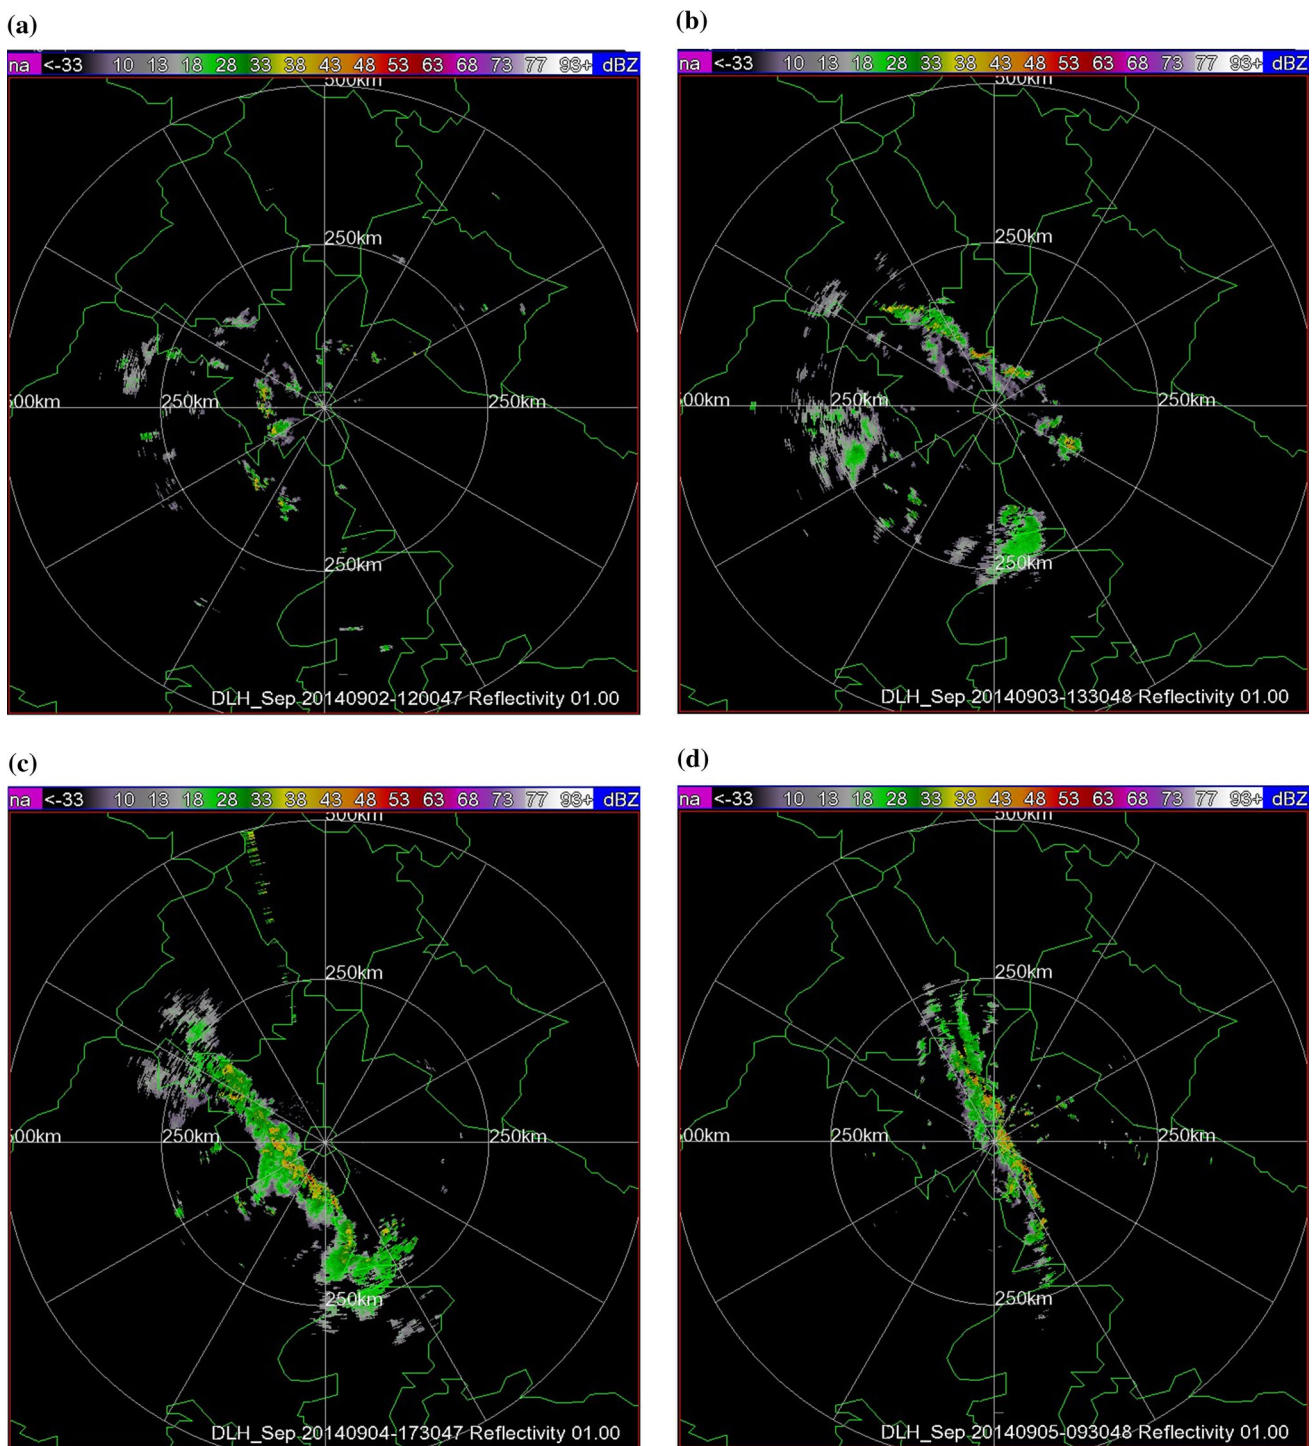 (a)
na <-33 10 13 18 28 33 38 43 48 53 63 68 73 77 93+ dBZ
500km
250km
500km 250km 250km
250km
DLH_Sep 20140902-120047 Reflectivity 01.00
(b)
na <-33 10 13 18 28 33 38 43 48 53 63 68 73 77 93+ dBZ
500km
250km
00km 250km 250km
250km
DLH_Sep 20140903-133048 Reflectivity 01.00
(c)
na <-33 10 13 18 28 33 38 43 48 53 63 68 73 77 93+ dBZ
500km
250km
500km 250km 250km
250km
DLH_Sep 20140904-173047 Reflectivity 01.00
(d)
na <-33 10 13 18 28 33 38 43 48 53 63 68 73 77 93+ dBZ
500km
250km
00km 250km 250km
250km
DLH_Sep 20140905-093048 Reflectivity 01.00